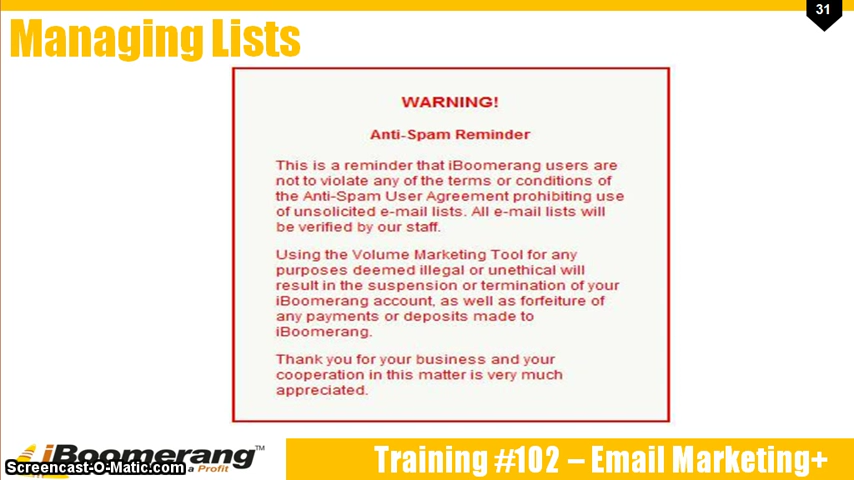 31
Managing Lists
WARNING!
Anti-Spam Reminder
This is a reminder that iBoomerang users are
not to violate any of the terms or conditions of
the Anti-Spam User Agreement prohibiting use
of unsolicited e-mail lists. All e-mail lists will
be verified by our staff.
Using the Volume Marketing Tool for any
purposes deemed illegal or unethical will
result in the suspension or termination of your
iBoomerang account, as well as forfeiture of
any payments or deposits made to
iBoomerang.
Thank you for your business and your
cooperation in this matter is very much
appreciated.
iBoomerang™
a Profit
Screencast-O-Matic.com
Training #102 – Email Marketing+